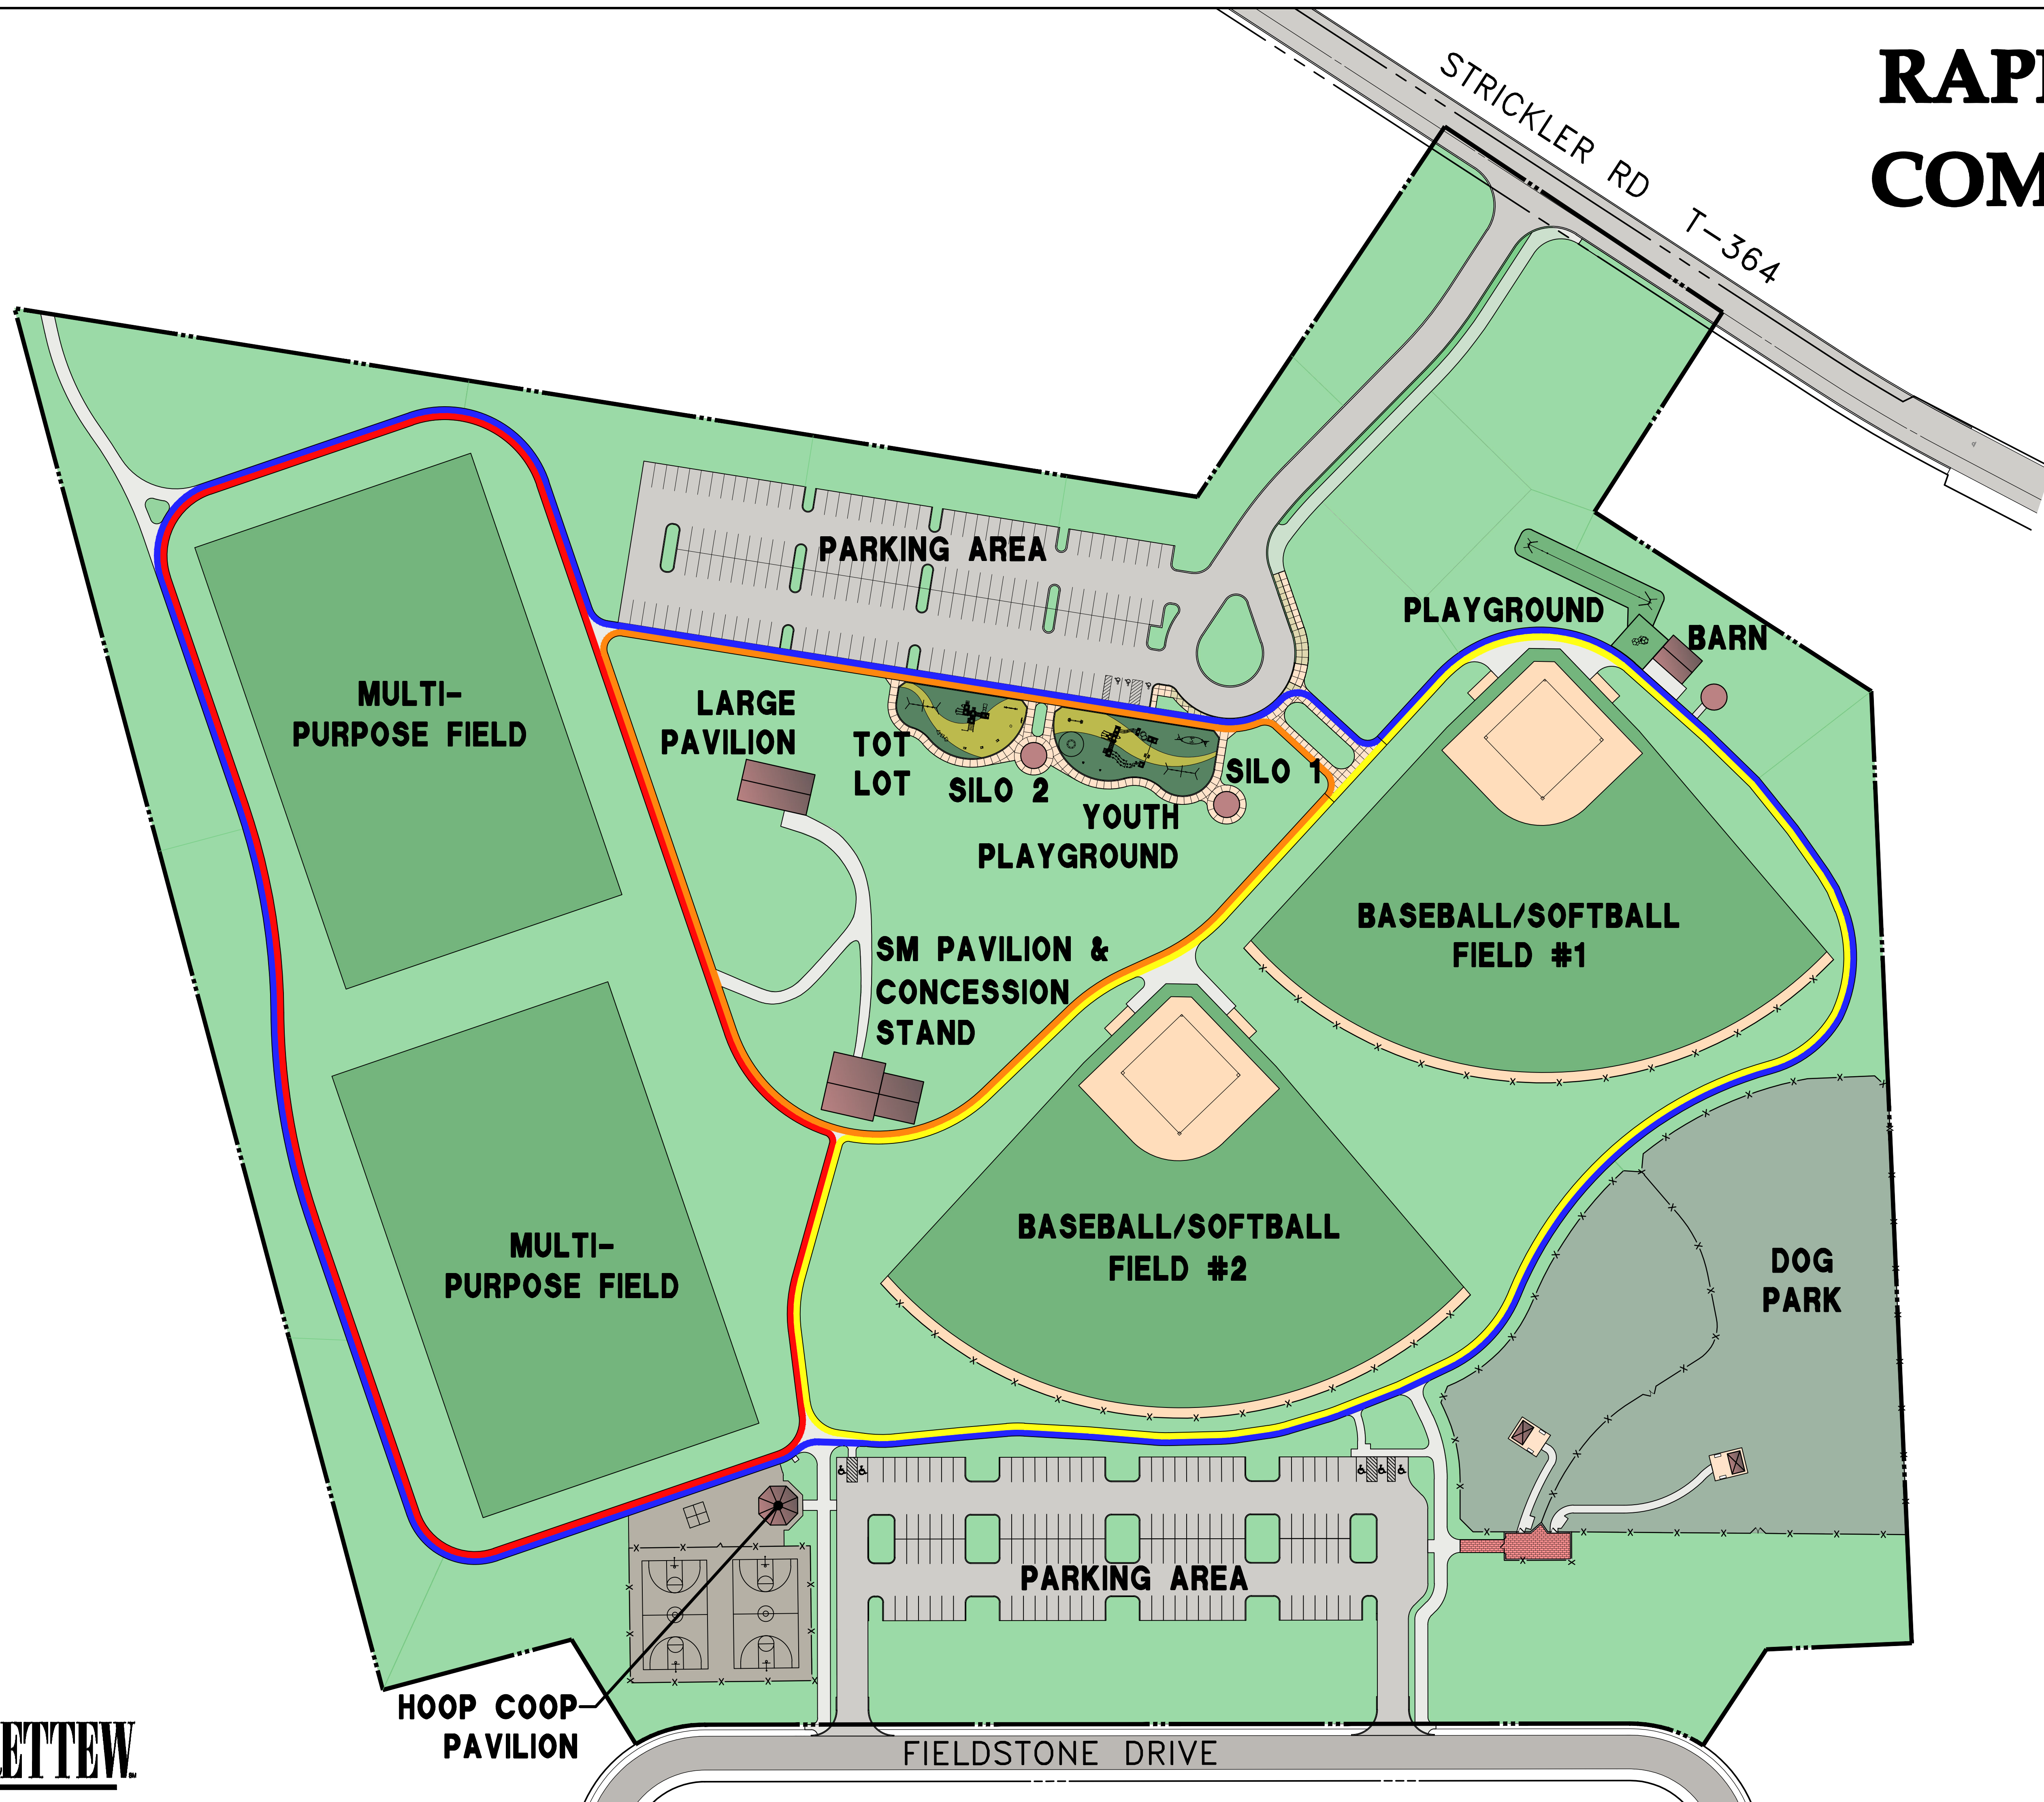 RAP
COM
STRICKLER RD T-364
PARKING AREA
PLAYGROUND
BARN
MULTI-
PURPOSE FIELD
LARGE
PAVILION
TOT
LOT
SILO 2
SILO 1
YOUTH
PLAYGROUND
BASEBALL/SOFTBALL
FIELD #1
SM PAVILION &
CONCESSION
STAND
MULTI-
PURPOSE FIELD
BASEBALL/SOFTBALL
FIELD #2
DOG
PARK
PARKING AREA
HOOP COOP
PAVILION
FIELDSTONE DRIVE
ETTEW